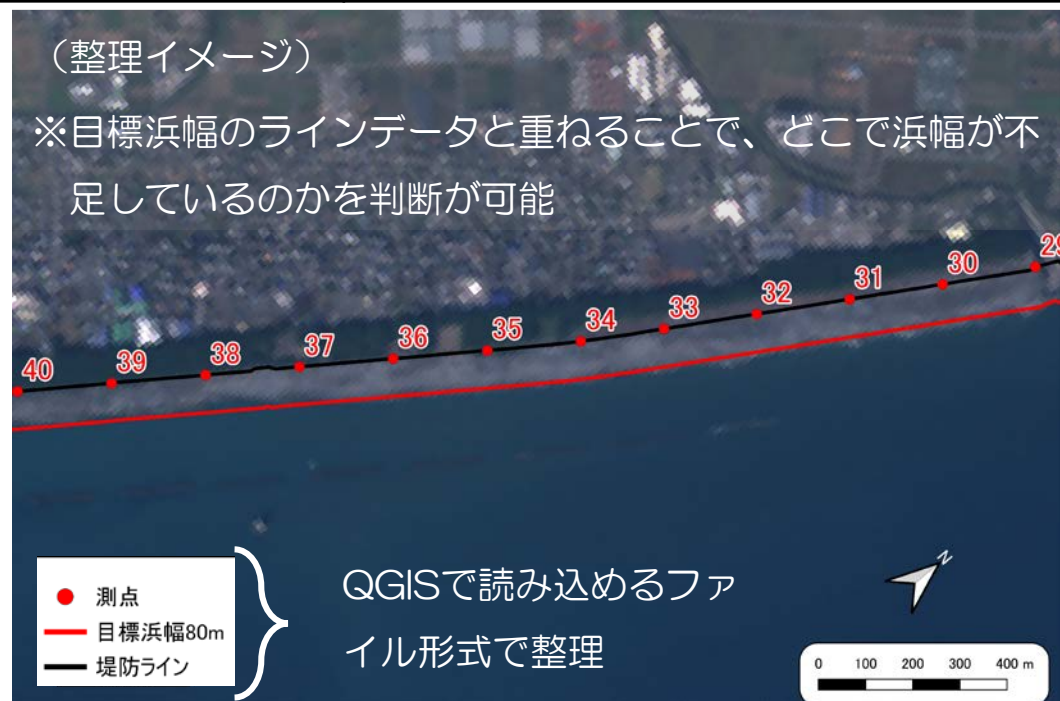 （整理イメージ）
※目標浜幅のラインデータと重ねることで、どこで浜幅が不
足しているのかを判断が可能
29
30
31
32
33
34
35
36
37
38
39
40
測点
目標浜幅80m
堤防ライン
QGISで読み込めるファ
イル形式で整理
N
0 100 200 300 400 m